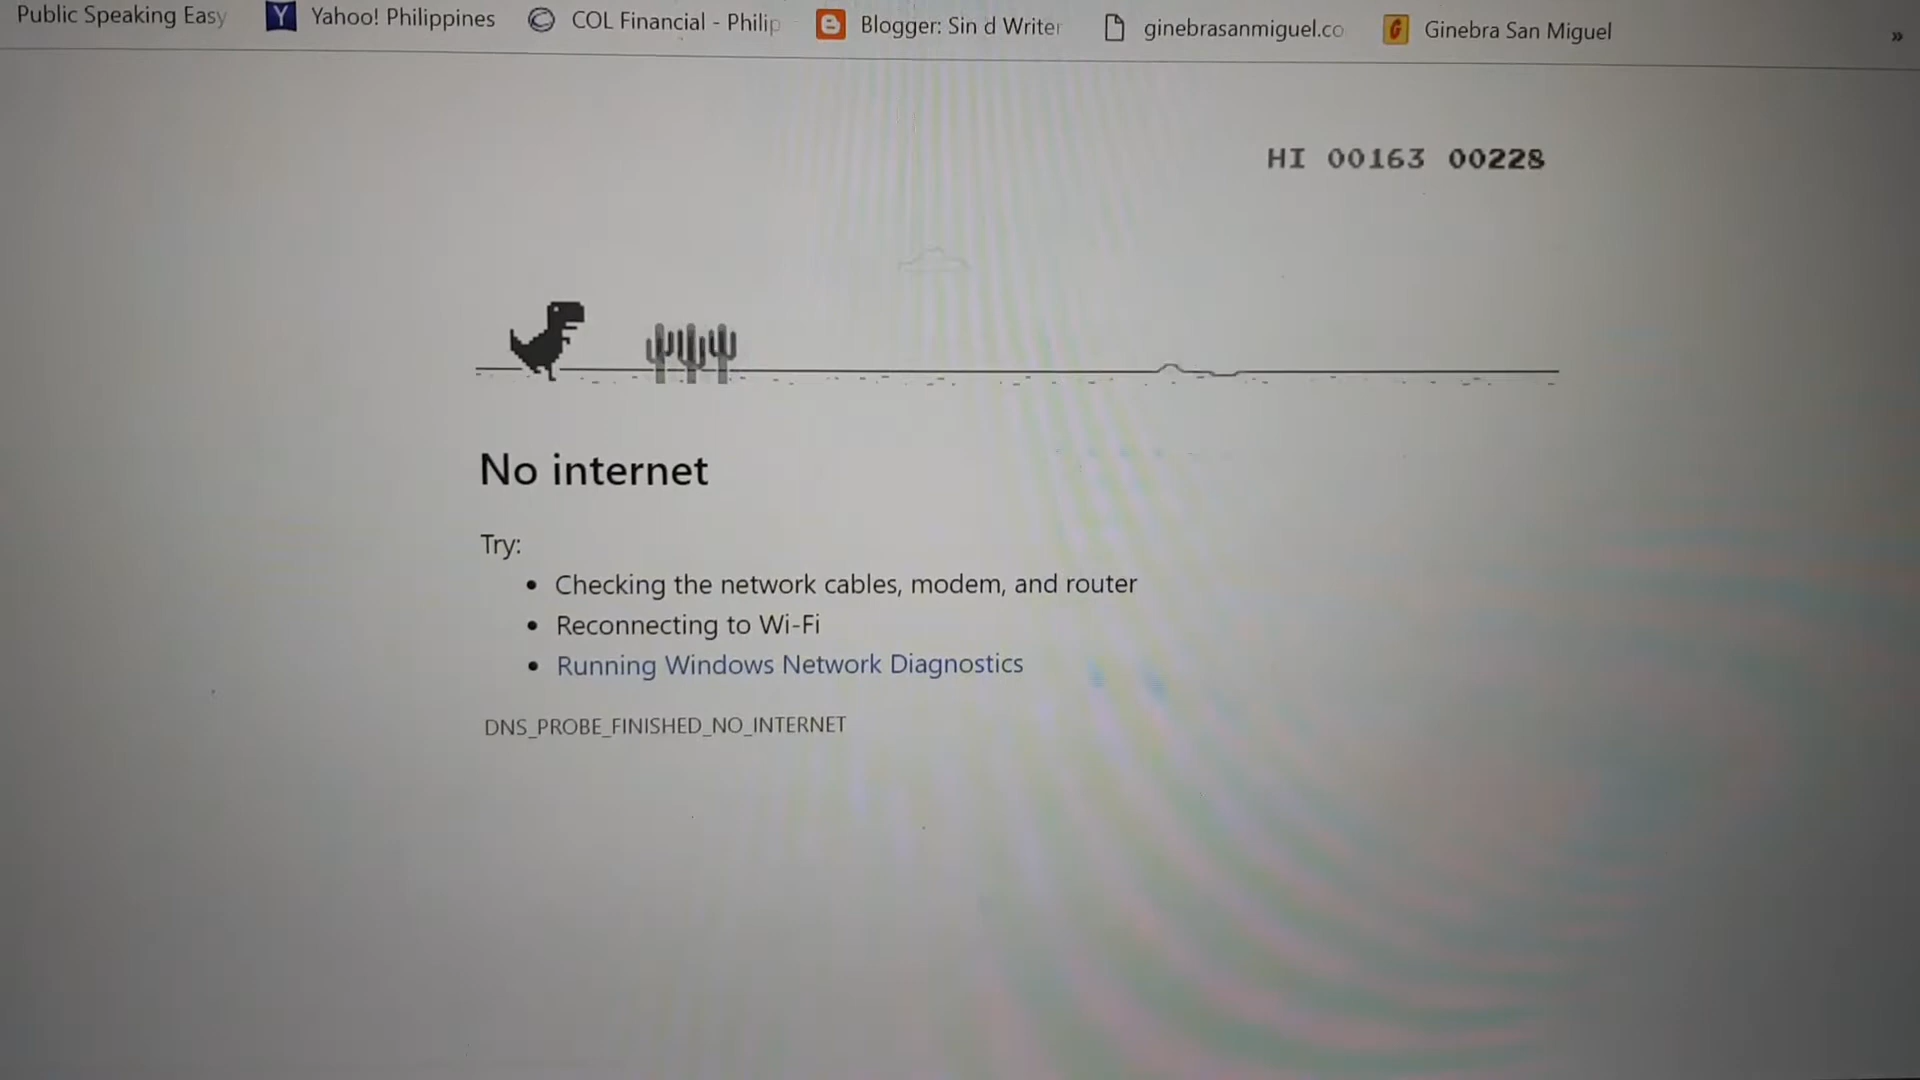 Public Speaking Easy Yahoo! Philippines COL Financial - Philip Blogger: Sin d Writer ginebrasanmiguel.co Ginebra San Miguel »
HI 00163 00228
No internet
Try:
• Checking the network cables, modem, and router
• Reconnecting to Wi-Fi
• Running Windows Network Diagnostics
DNS_PROBE_FINISHED_NO_INTERNET